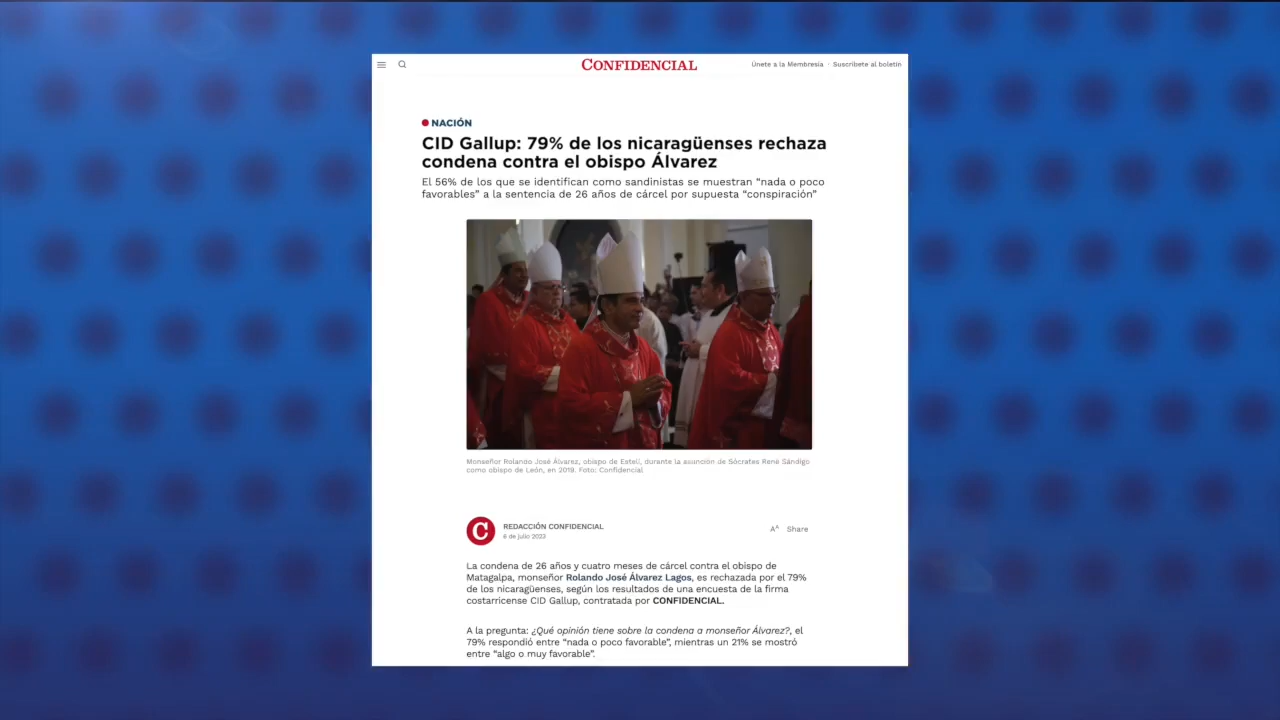 CONFIDENCIAL
Únete a la Membresía · Suscríbete al boletín
NACIÓN
CID Gallup: 79% de los nicaragüenses rechaza
condena contra el obispo Álvarez
El 56% de los que se identifican como sandinistas se muestran “nada o poco
favorables” a la sentencia de 26 años de cárcel por supuesta “conspiración”
Monseñor Rolando José Álvarez, obispo de Estelí, durante la asunción de Sócrates René Sándigo
como obispo de León, en 2019. Foto: Confidencial
C
REDACCIÓN CONFIDENCIAL
6 de julio 2023
AA Share
La condena de 26 años y cuatro meses de cárcel contra el obispo de
Matagalpa, monseñor Rolando José Álvarez Lagos, es rechazada por el 79%
de los nicaragüenses, según los resultados de una encuesta de la firma
costarricense CID Gallup, contratada por CONFIDENCIAL.
A la pregunta: ¿Qué opinión tiene sobre la condena a monseñor Álvarez?, el
79% respondió entre “nada o poco favorable”, mientras un 21% se mostró
entre “algo o muy favorable”.